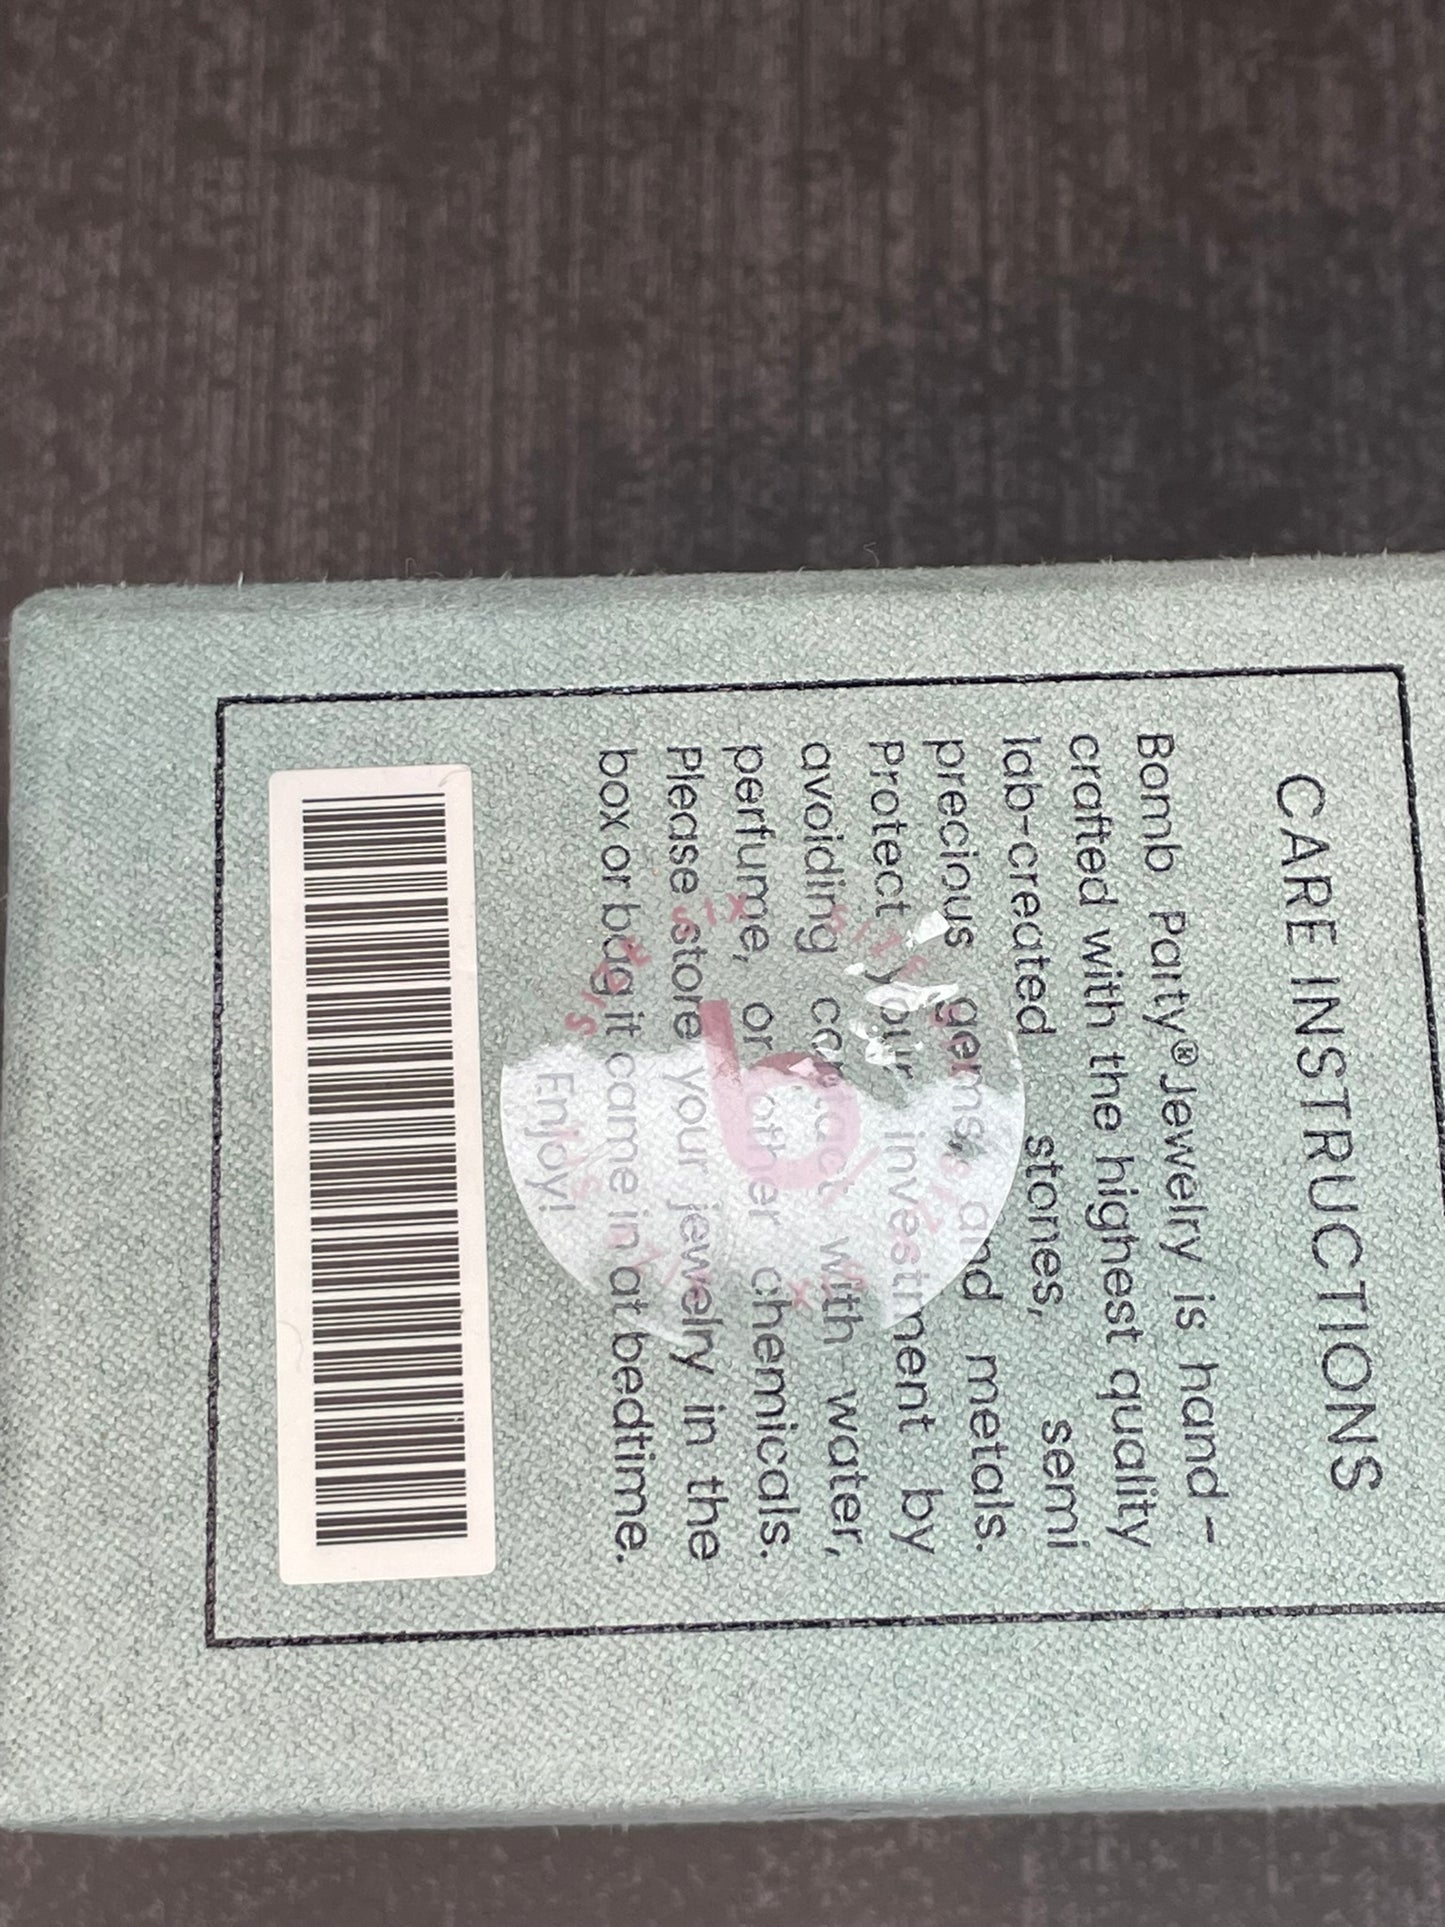 CARE INSTRUCTIONS
Bomb Party® Jewelry is hand -
crafted with the highest quality
lab-created stones, semi
precious gems, and metals.
Protect your investment by
avoiding contact with water,
perfume, or other chemicals.
Please store your jewelry in the
box or bag it came in at bedtime.
Enjoy!
size six
b